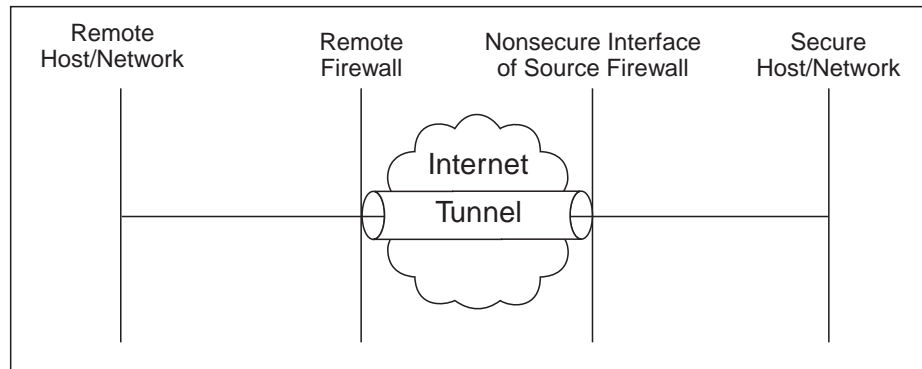 Remote
Host/Network
Remote
Firewall
Nonsecure Interface
of Source Firewall
Secure
Host/Network
Internet
Tunnel